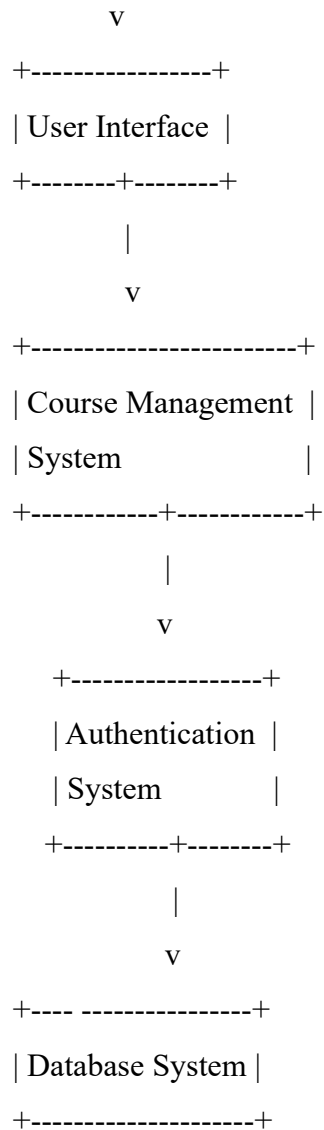 v
+-----------------+
| User Interface |
+--------+--------+
|
v
+-------------------------+
| Course Management |
| System |
+------------+------------+
|
v
+------------------+
| Authentication |
| System |
+----------+--------+
|
v
+---- ----------------+
| Database System |
+---------------------+